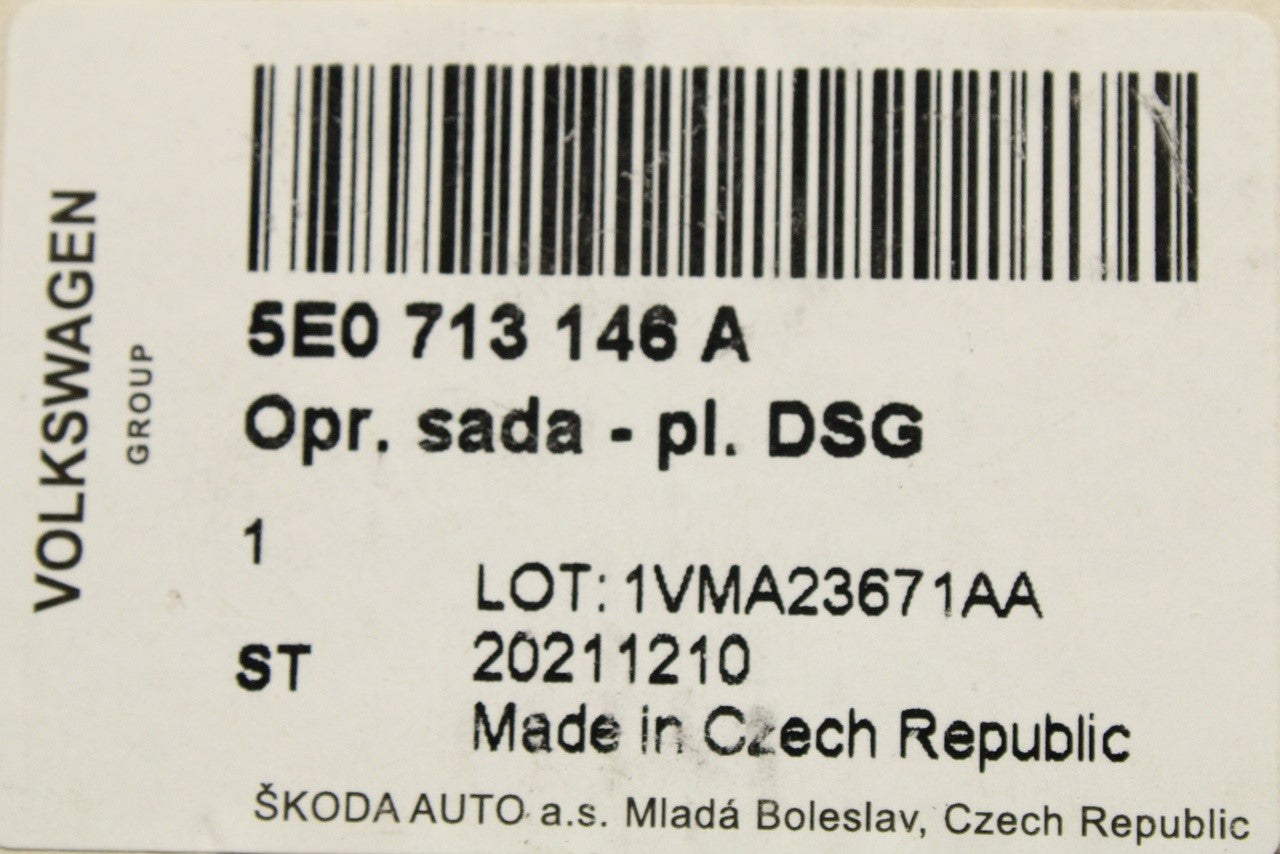 VOLKSWAGEN
GROUP
5E0 713 146 A
Opr. sada - pl. DSG
1
LOT: 1VMA23671AA
ST
20211210
Made in Czech Republic
ŠKODA AUTO a.s. Mladá Boleslav, Czech Republic